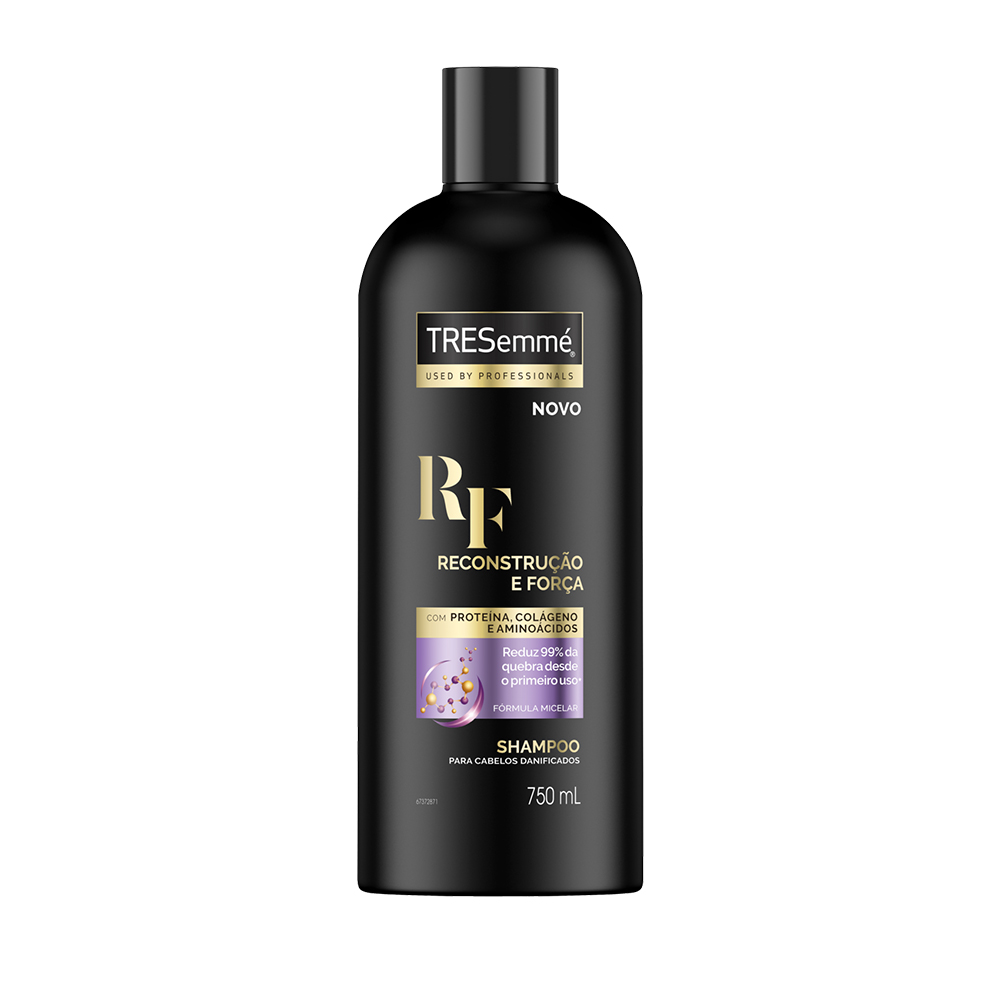 TRESemmé®
USED BY PROFESSIONALS
NOVO
RF
RECONSTRUÇÃO
E FORÇA
COM PROTEÍNA, COLÁGENO
E AMINOÁCIDOS
Reduz 99% da
quebra desde
o primeiro uso*
FÓRMULA MICELAR
SHAMPOO
PARA CABELOS DANIFICADOS
750 mL
67372871